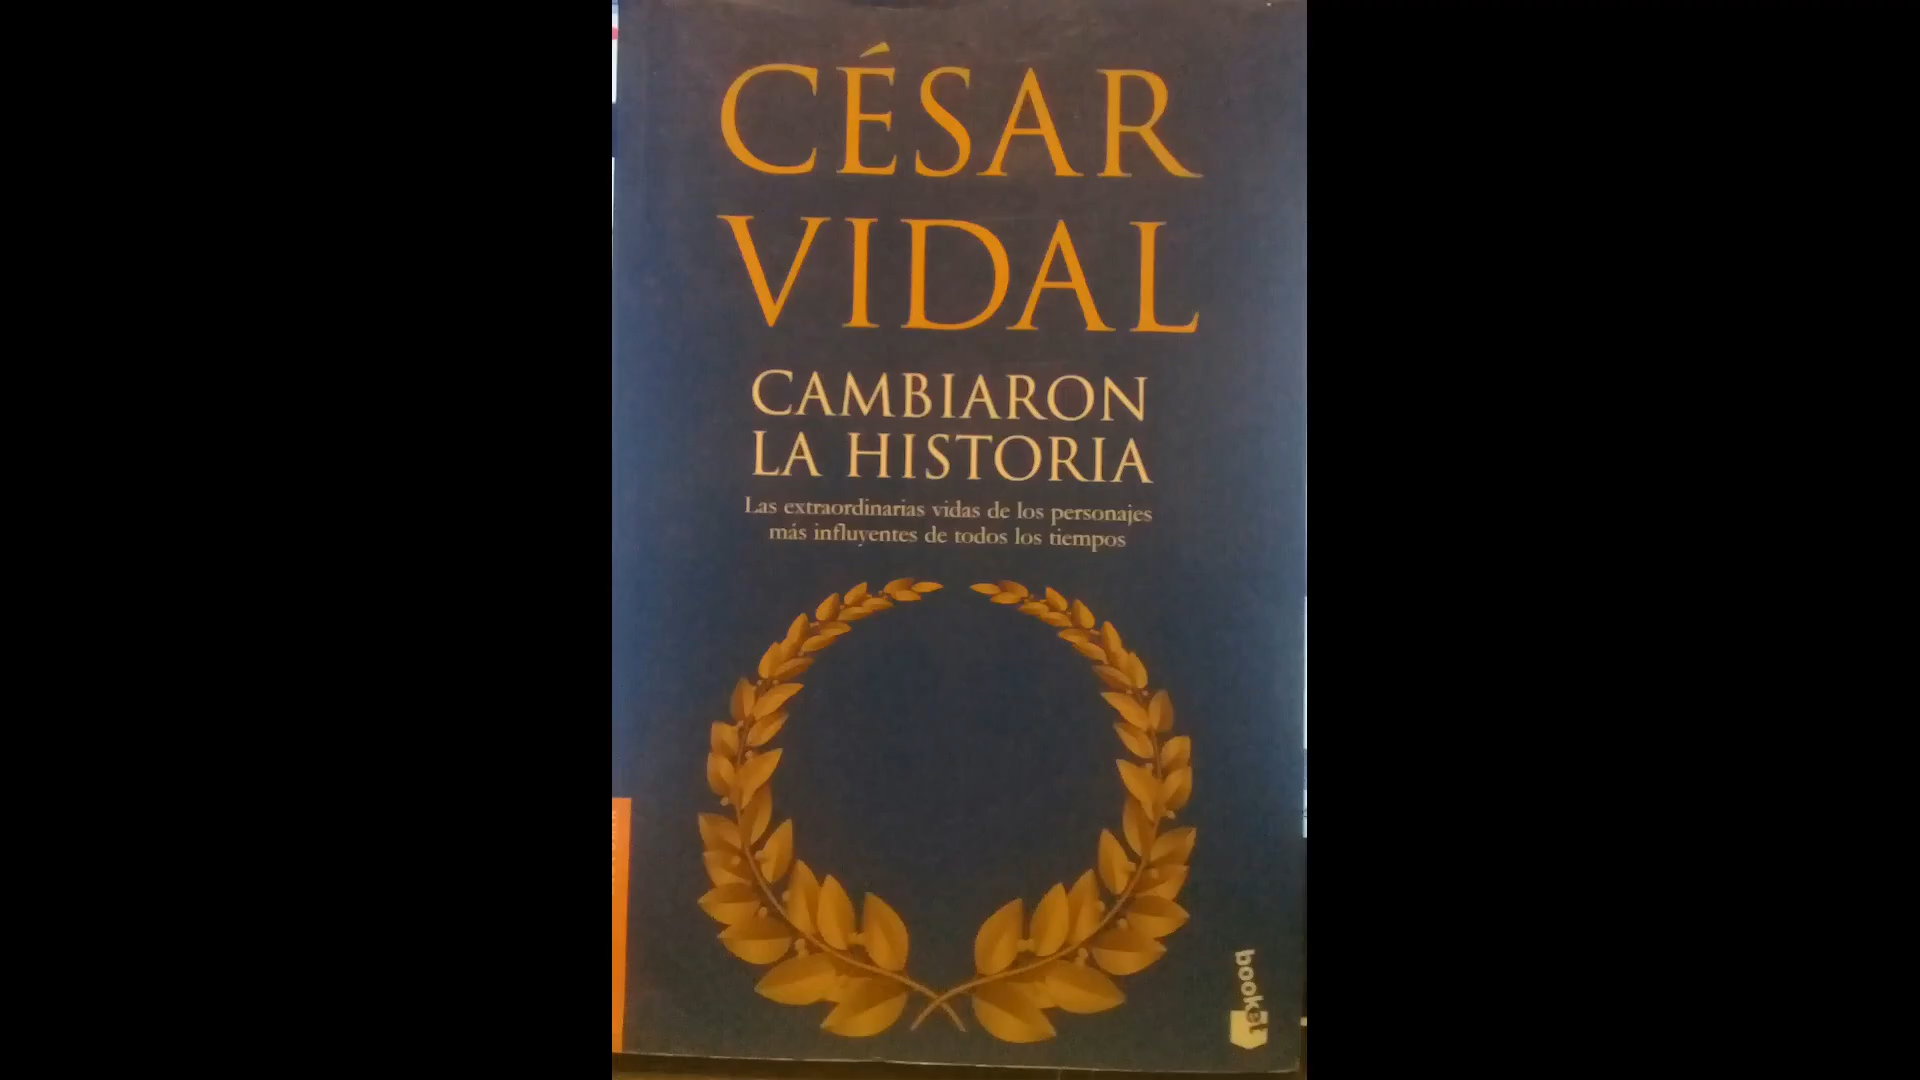 CÉSAR
VIDAL
CAMBIARON
LA HISTORIA
Las extraordinarias vidas de los personajes
más influyentes de todos los tiempos
booket